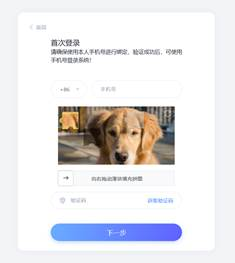 返回
首次登录
请确保使用本人手机号进行绑定，验证成功后，可使用
手机号登录系统！
+86
手机号
向右拖动滑块填充拼图
验证码
获取验证码
下一步